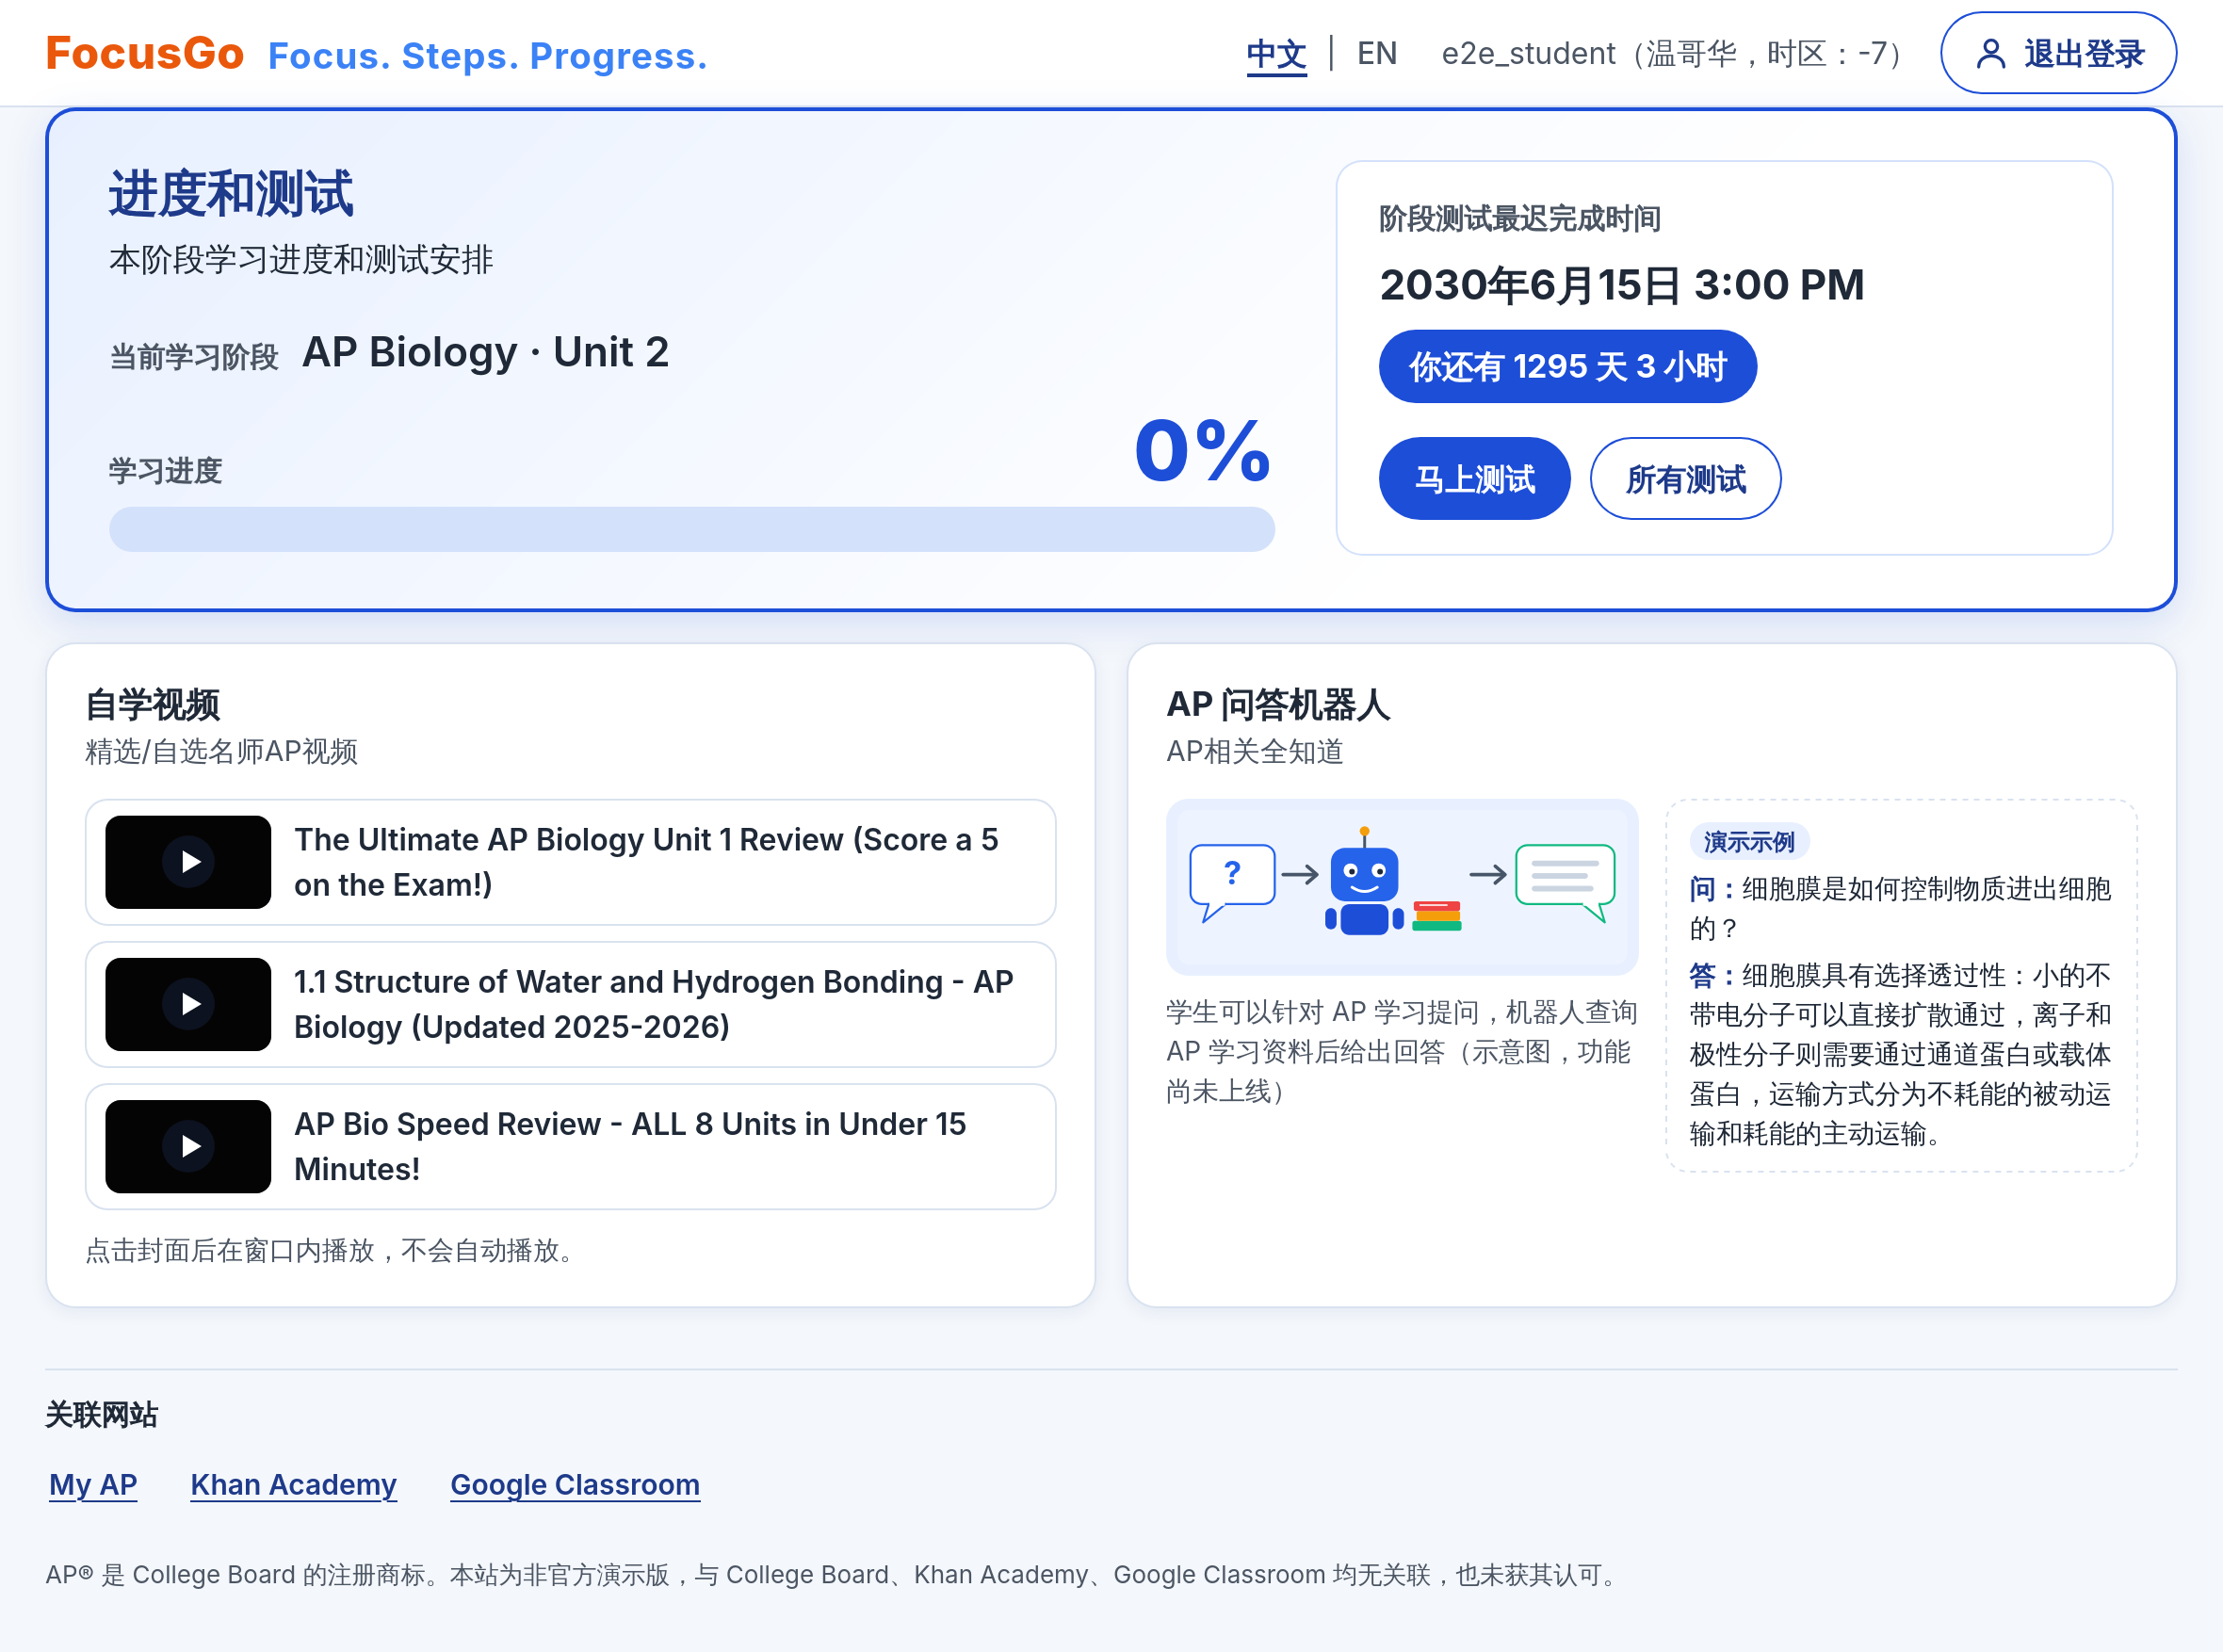 FocusGo Focus. Steps. Progress.
中文 | EN e2e_student（温哥华，时区：-7） 退出登录
进度和测试
本阶段学习进度和测试安排
当前学习阶段 AP Biology · Unit 2
学习进度 0%
阶段测试最迟完成时间
2030年6月15日 3:00 PM
你还有 1295 天 3 小时
马上测试 所有测试
自学视频
精选/自选名师AP视频
The Ultimate AP Biology Unit 1 Review (Score a 5
on the Exam!)
1.1 Structure of Water and Hydrogen Bonding - AP
Biology (Updated 2025-2026)
AP Bio Speed Review - ALL 8 Units in Under 15
Minutes!
点击封面后在窗口内播放，不会自动播放。
AP 问答机器人
AP相关全知道
?
学生可以针对 AP 学习提问，机器人查询
AP 学习资料后给出回答（示意图，功能
尚未上线）
演示示例
问：细胞膜是如何控制物质进出细胞
的？
答：细胞膜具有选择透过性：小的不
带电分子可以直接扩散通过，离子和
极性分子则需要通过通道蛋白或载体
蛋白，运输方式分为不耗能的被动运
输和耗能的主动运输。
关联网站
My AP Khan Academy Google Classroom
AP® 是 College Board 的注册商标。本站为非官方演示版，与 College Board、Khan Academy、Google Classroom 均无关联，也未获其认可。